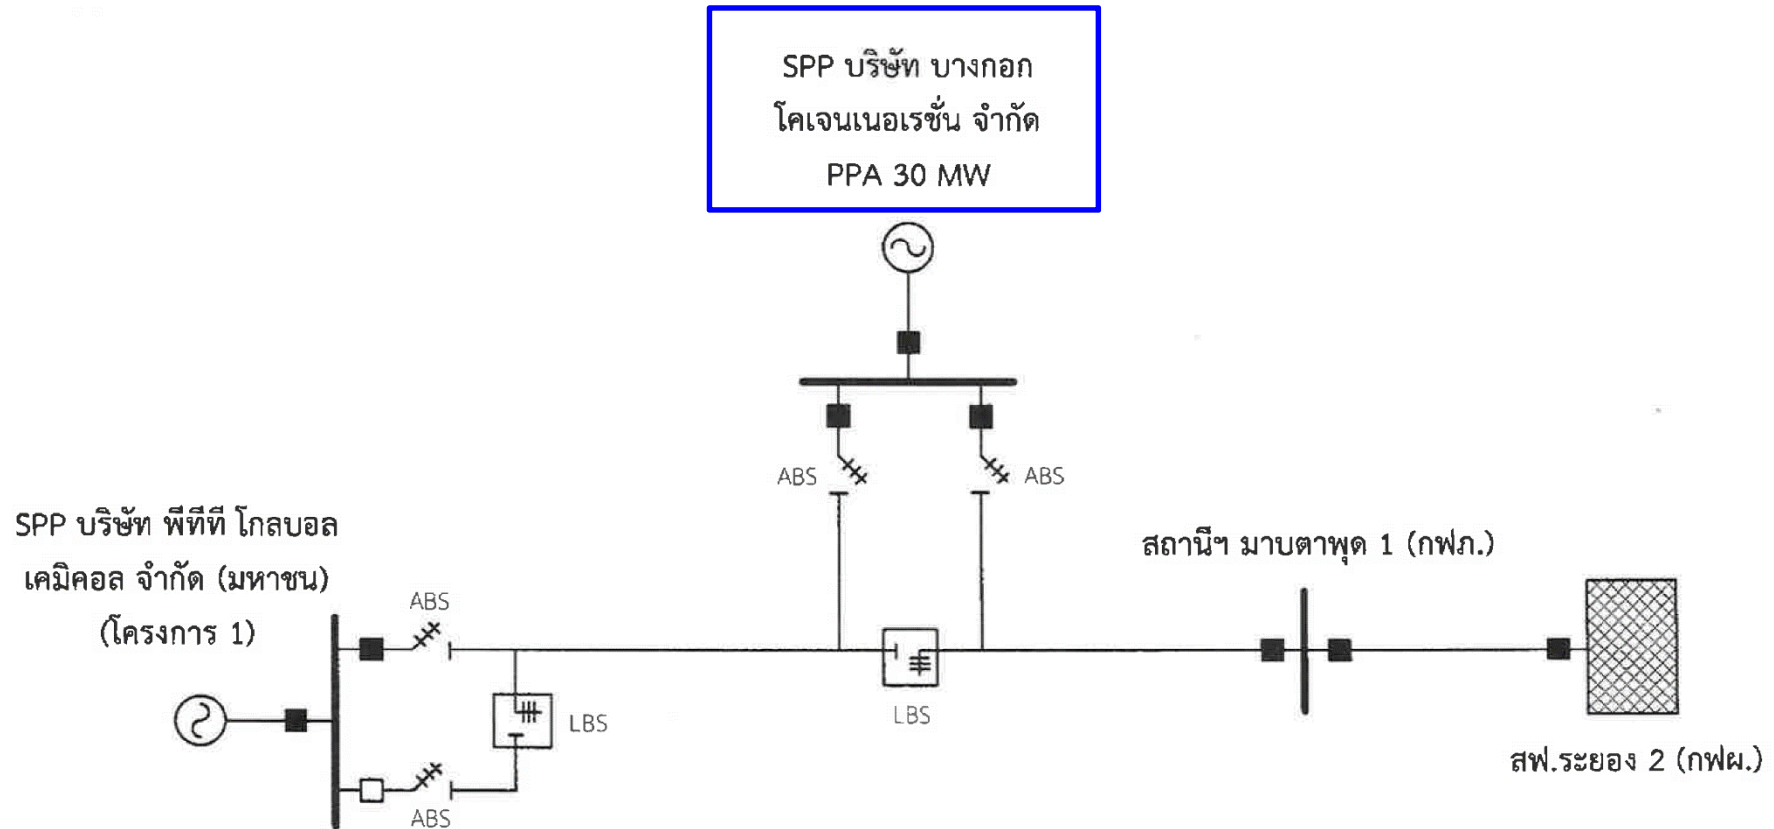 SPP บริษัท บางกอก
โคเจนเนอเรชั่น จำกัด
PPA 30 MW
ABS
ABS
SPP บริษัท พีทีที โกลบอล
เคมิคอล จำกัด (มหาชน)
(โครงการ 1)
สถานีฯ มาบตาพุด 1 (กฟภ.)
ABS
LBS
LBS
ABS
สฟ.ระยอง 2 (กฟผ.)